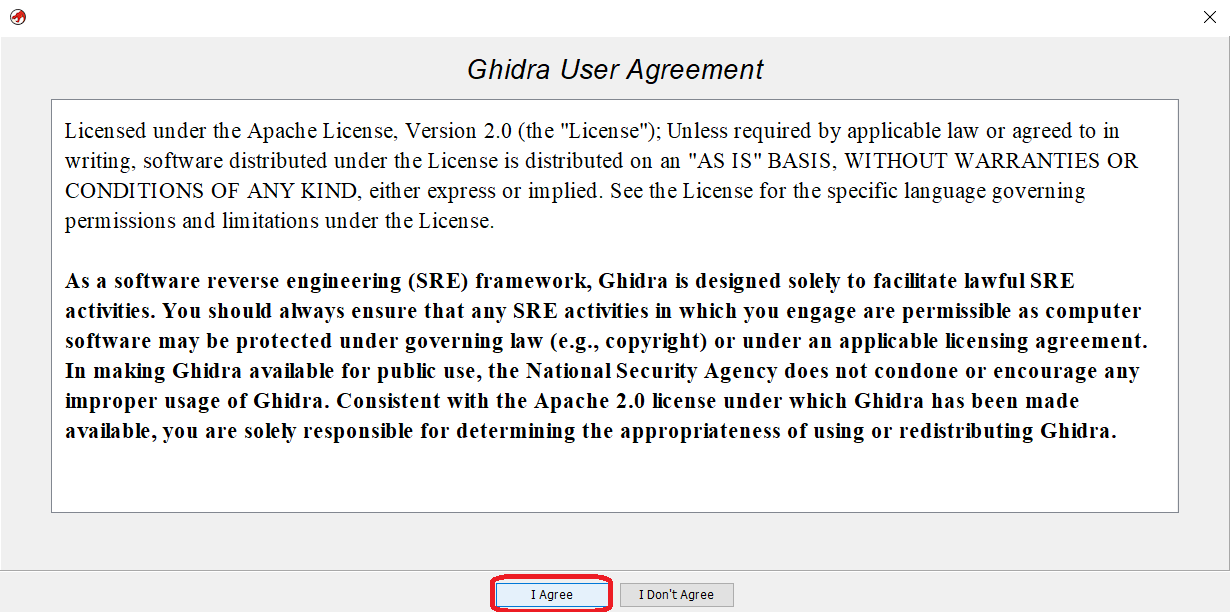 Ghidra User Agreement
Licensed under the Apache License, Version 2.0 (the "License"); Unless required by applicable law or agreed to in
writing, software distributed under the License is distributed on an "AS IS" BASIS, WITHOUT WARRANTIES OR
CONDITIONS OF ANY KIND, either express or implied. See the License for the specific language governing
permissions and limitations under the License.
As a software reverse engineering (SRE) framework, Ghidra is designed solely to facilitate lawful SRE
activities. You should always ensure that any SRE activities in which you engage are permissible as computer
software may be protected under governing law (e.g., copyright) or under an applicable licensing agreement.
In making Ghidra available for public use, the National Security Agency does not condone or encourage any
improper usage of Ghidra. Consistent with the Apache 2.0 license under which Ghidra has been made
available, you are solely responsible for determining the appropriateness of using or redistributing Ghidra.
I Agree
I Don't Agree